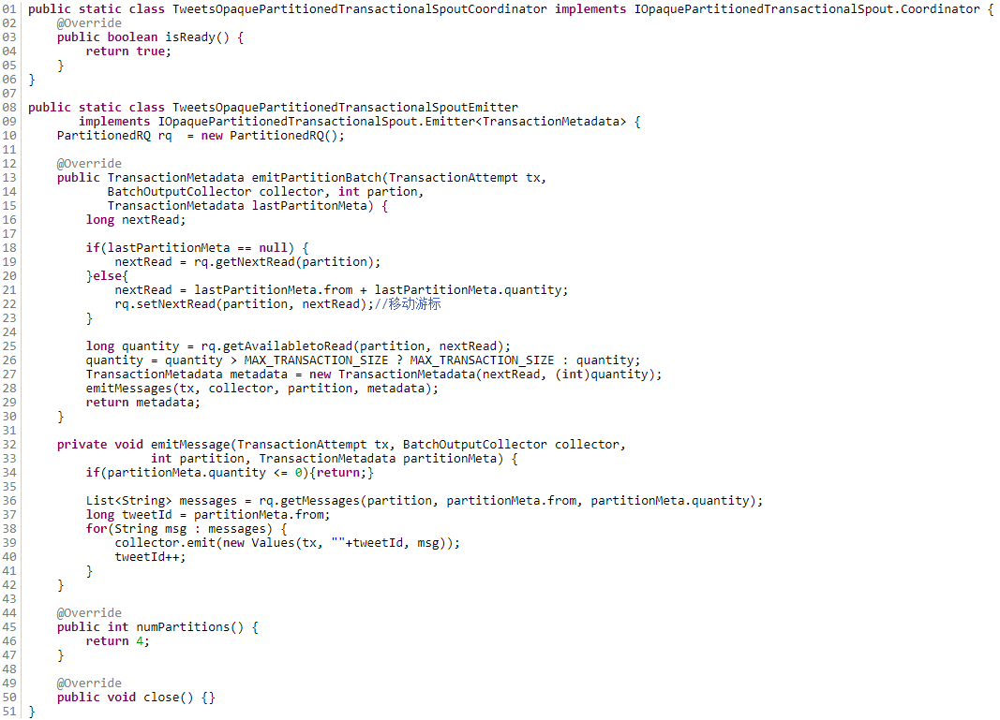 01 public static class TweetsOpaquePartitionedTransactionalSpoutCoordinator implements IOpaquePartitionedTransactionalSpout.Coordinator {
02     @Override
03     public boolean isReady() {
04         return true;
05     }
06 }
07
08 public static class TweetsOpaquePartitionedTransactionalSpoutEmitter
09        implements IOpaquePartitionedTransactionalSpout.Emitter<TransactionMetadata> {
10     PartitionedRQ rq  = new PartitionedRQ();
11
12     @Override
13     public TransactionMetadata emitPartitionBatch(TransactionAttempt tx,
14            BatchOutputCollector collector, int partion,
15            TransactionMetadata lastPartitonMeta) {
16         long nextRead;
17
18         if(lastPartitionMeta == null) {
19             nextRead = rq.getNextRead(partition);
20         }else{
21             nextRead = lastPartitionMeta.from + lastPartitionMeta.quantity;
22             rq.setNextRead(partition, nextRead);//移动游标
23         }
24
25         long quantity = rq.getAvailabletoRead(partition, nextRead);
26         quantity = quantity > MAX_TRANSACTION_SIZE ? MAX_TRANSACTION_SIZE : quantity;
27         TransactionMetadata metadata = new TransactionMetadata(nextRead, (int)quantity);
28         emitMessages(tx, collector, partition, metadata);
29         return metadata;
30     }
31
32     private void emitMessage(TransactionAttempt tx, BatchOutputCollector collector,
33                  int partition, TransactionMetadata partitionMeta) {
34         if(partitionMeta.quantity <= 0){return;}
35
36         List<String> messages = rq.getMessages(partition, partitionMeta.from, partitionMeta.quantity);
37         long tweetId = partitionMeta.from;
38         for(String msg : messages) {
39             collector.emit(new Values(tx, ""+tweetId, msg));
40             tweetId++;
41         }
42     }
43
44     @Override
45     public int numPartitions() {
46         return 4;
47     }
48
49     @Override
50     public void close() {}
51 }